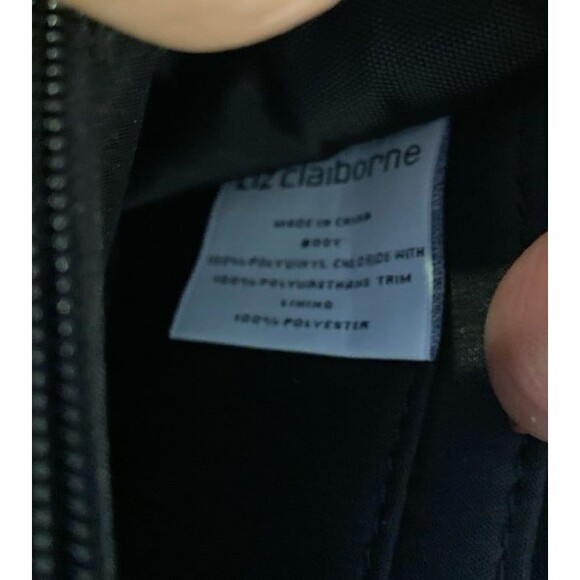 Liz claiborne
MADE IN CHINA
BODY
100% POLYVINYL CHLORIDE WITH
100% POLYURETHANE TRIM
LINING
100% POLYESTER